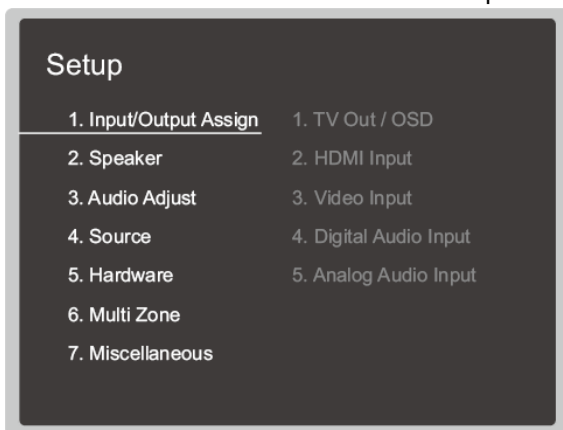 Setup
1. Input/Output Assign
2. Speaker
3. Audio Adjust
4. Source
5. Hardware
6. Multi Zone
7. Miscellaneous
1. TV Out / OSD
2. HDMI Input
3. Video Input
4. Digital Audio Input
5. Analog Audio Input